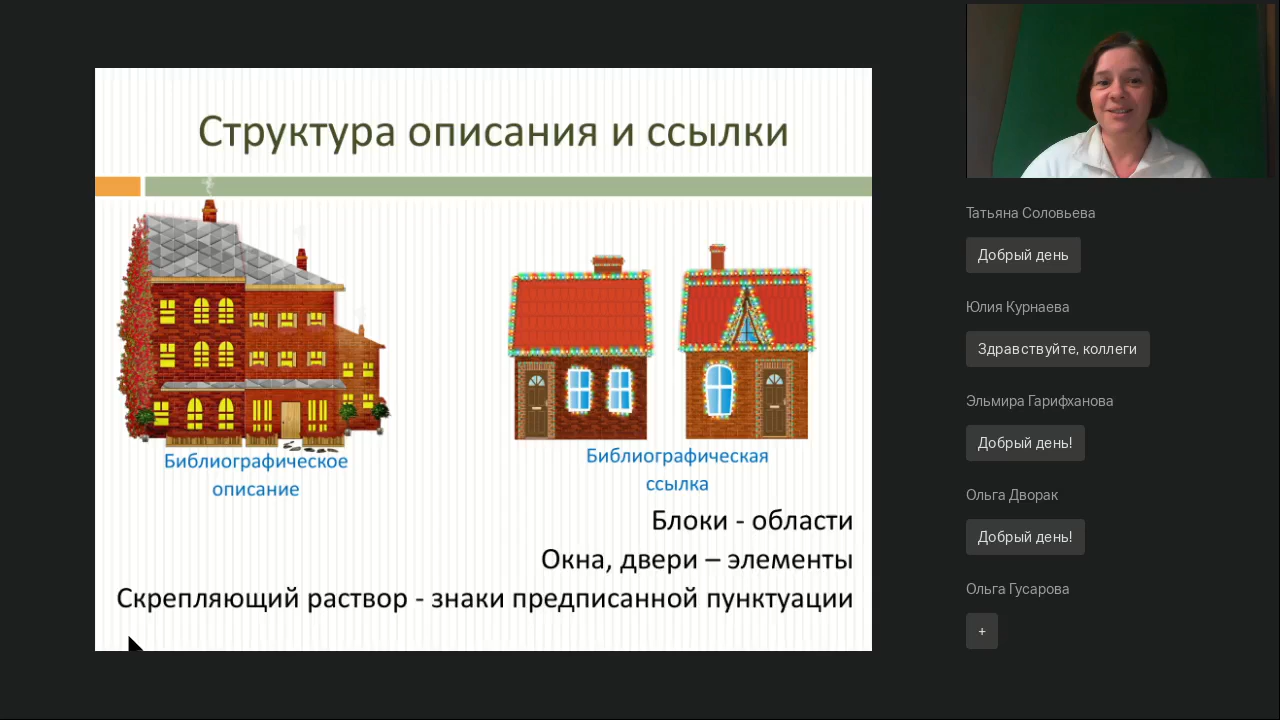 Структура описания и ссылки
Библиографическое
описание
Библиографическая
ссылка
Блоки - области
Окна, двери – элементы
Скрепляющий раствор - знаки предписанной пунктуации
Татьяна Соловьева
Добрый день
Юлия Курнаева
Здравствуйте, коллеги
Эльмира Гарифханова
Добрый день!
Ольга Дворак
Добрый день!
Ольга Гусарова
+